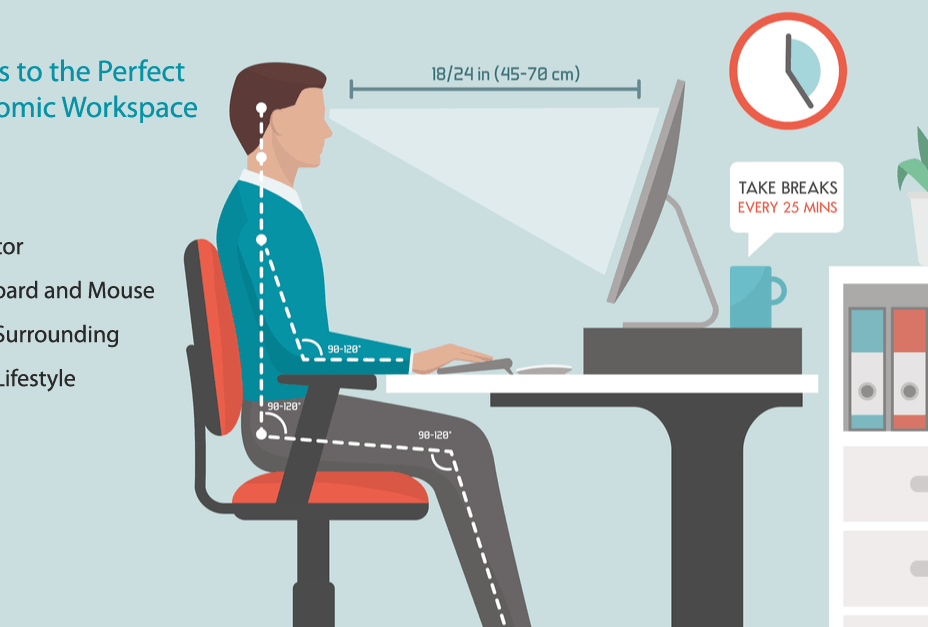 s to the Perfect
omic Workspace
tor
oard and Mouse
Surrounding
Lifestyle
18/24 in (45-70 cm)
TAKE BREAKS
EVERY 25 MINS
90-120°
90-120°
90-120°